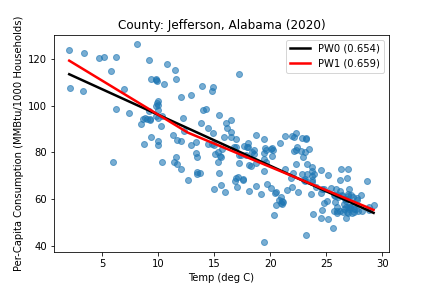 County: Jefferson, Alabama (2020)
PW0 (0.654)
PW1 (0.659)
Per-Capita Consumption (MMBtu/1000 Households)
120
100
80
60
40
5 10 15 20 25 30
Temp (deg C)